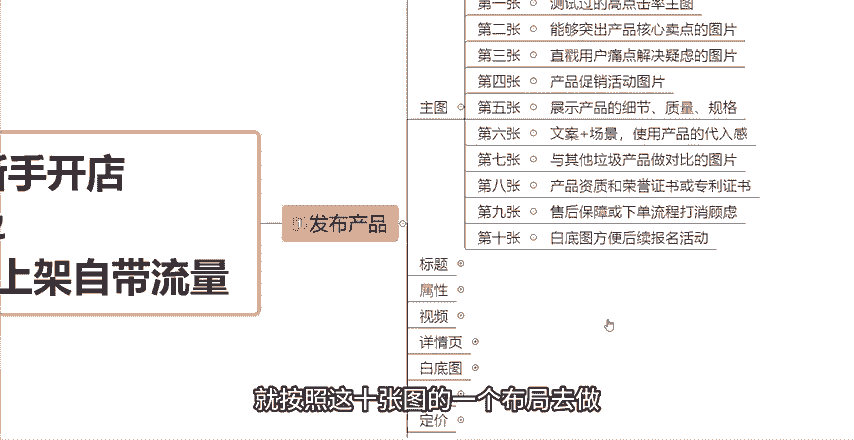 第一张 测试过的高点击率主图
第二张 能够突出产品核心卖点的图片
第三张 直戳用户痛点解决疑虑的图片
第四张 产品促销活动图片
主图 第五张 展示产品的细节、质量、规格
第六张 文案+场景，使用产品的代入感
第七张 与其他垃圾产品做对比的图片
第八张 产品资质和荣誉证书或专利证书
第九张 售后保障或下单流程打消顾虑
第十张 白底图方便后续报名活动
新手开店
上架自带流量
①发布产品
标题
属性
视频
详情页
白底图
定价
就按照这十张图的一个布局去做